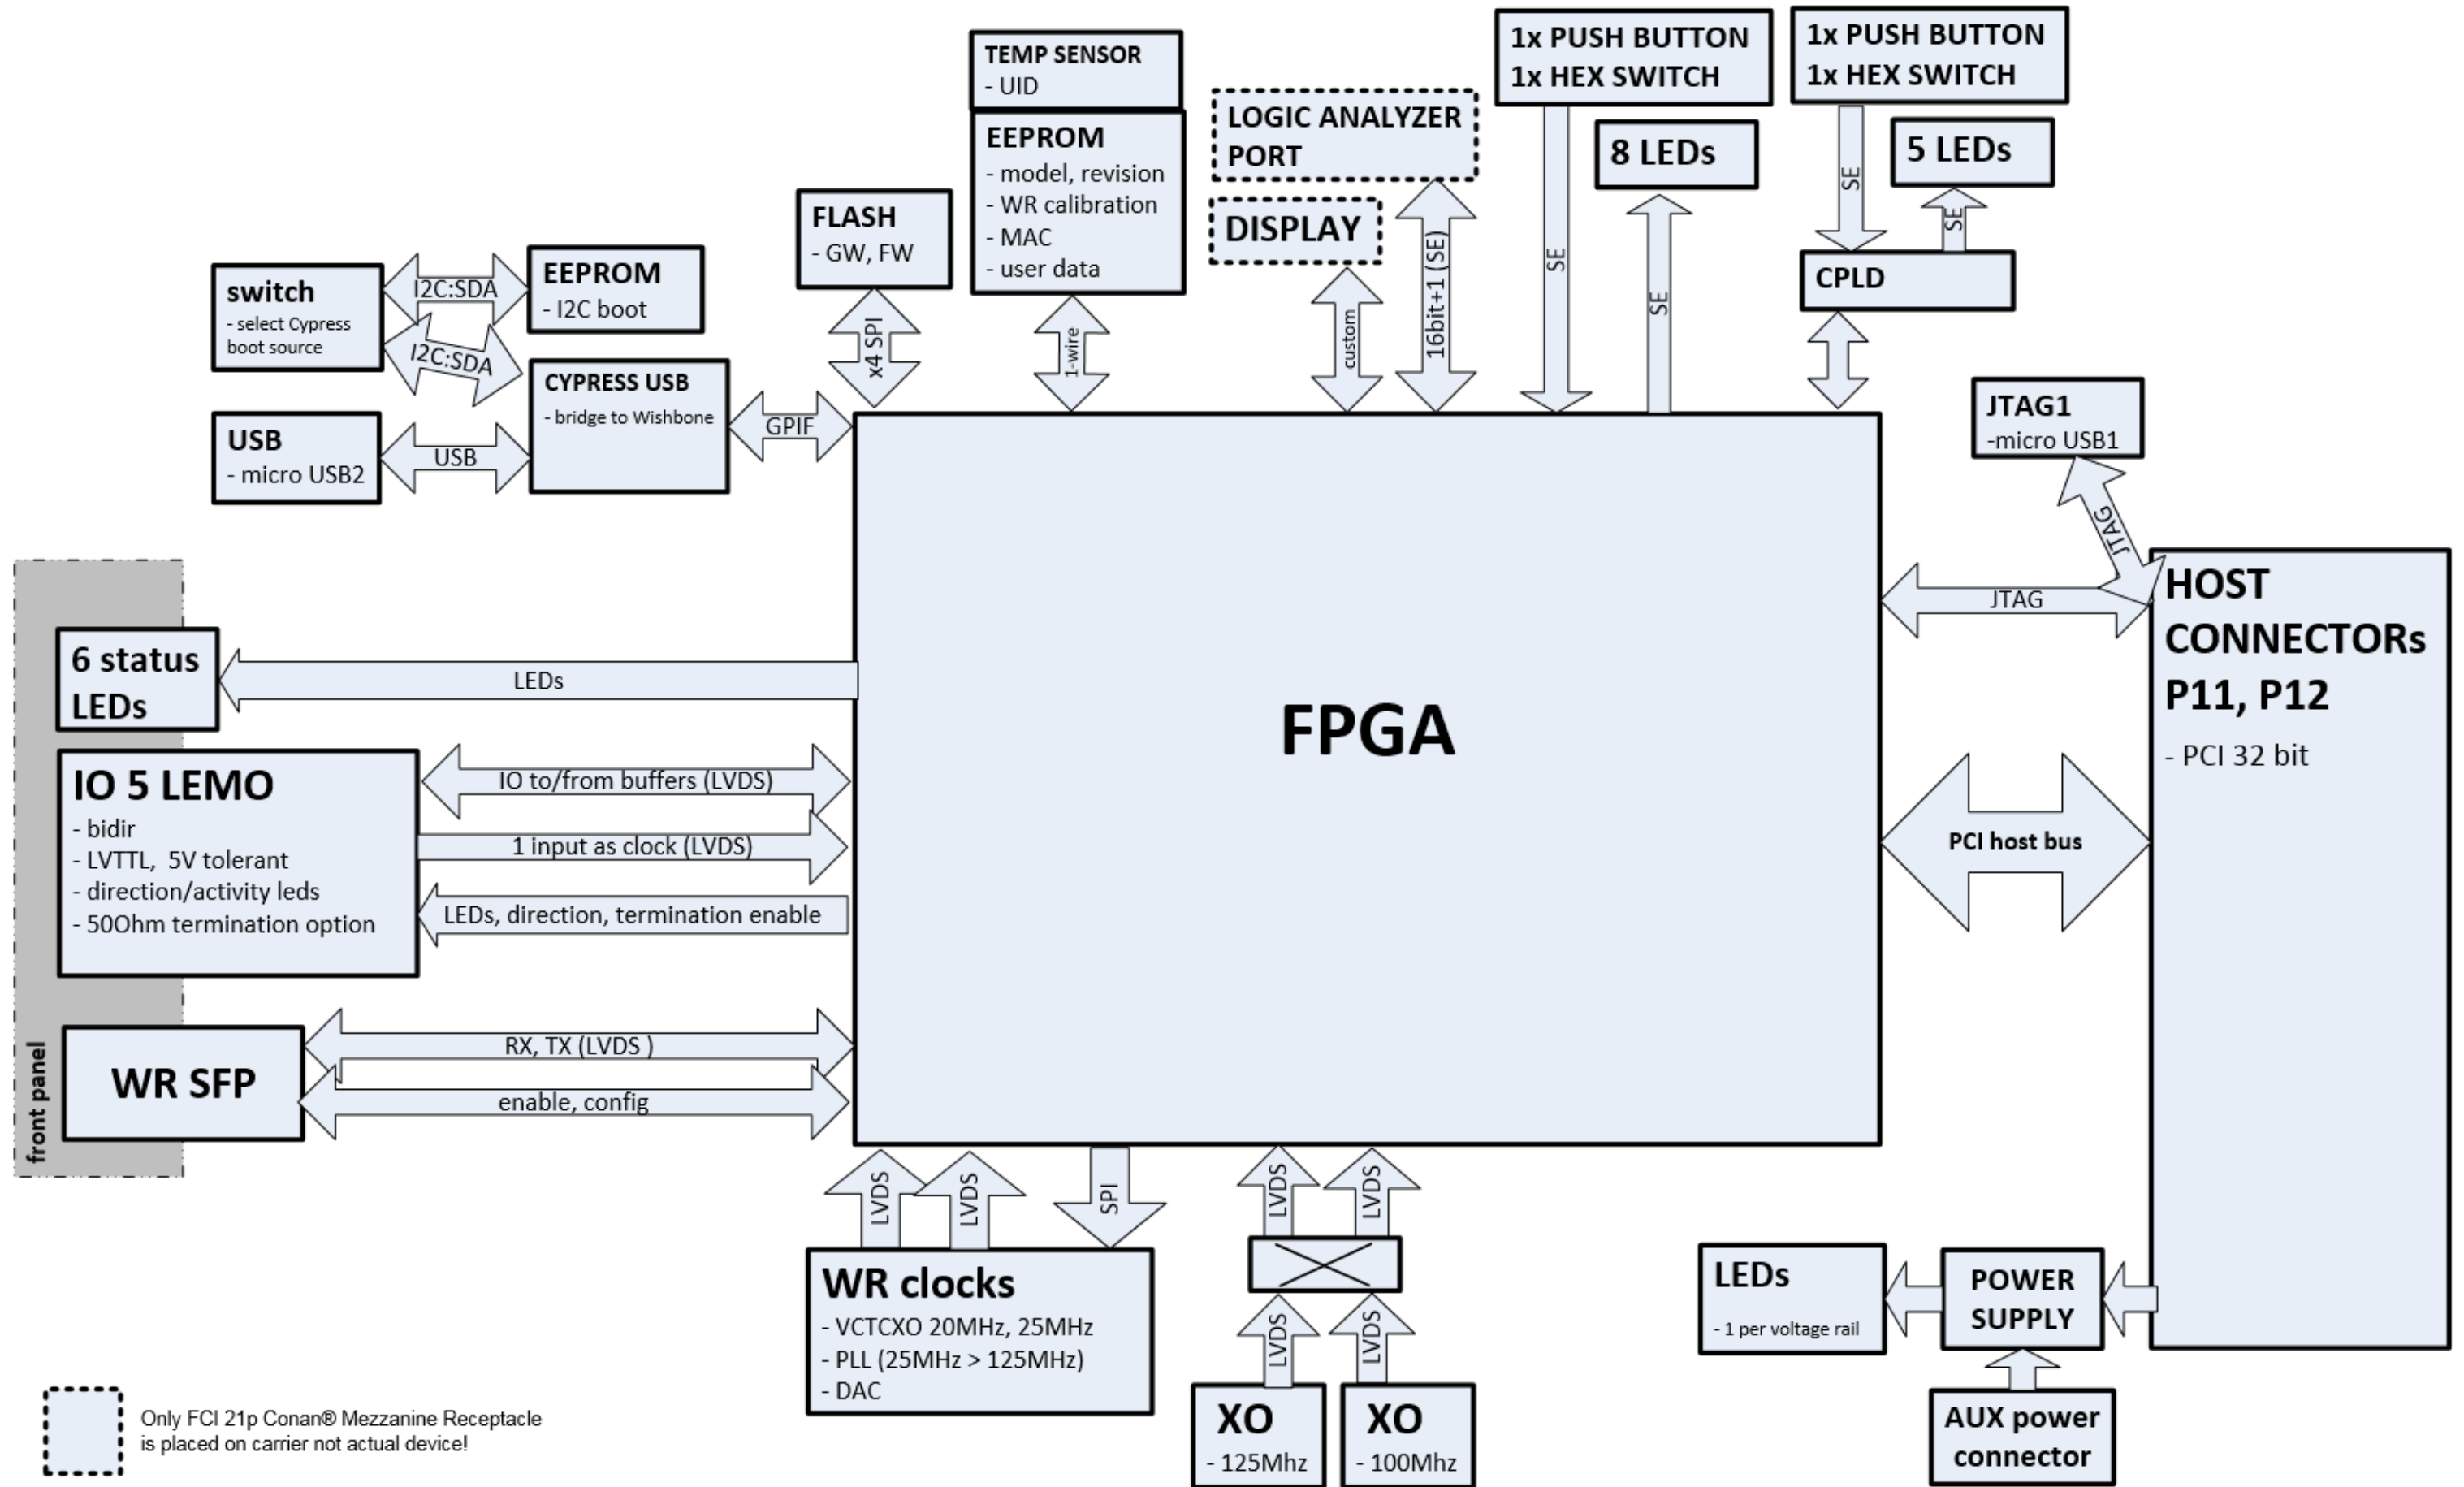 1x PUSH BUTTON
1x HEX SWITCH
1x PUSH BUTTON
1x HEX SWITCH
TEMP SENSOR
- UID
EEPROM
- model, revision
- WR calibration
- MAC
- user data
LOGIC ANALYZER
PORT
DISPLAY
8 LEDs
5 LEDs
SE
SE
SE
SE
CPLD
FLASH
- GW, FW
x4 SPI
1-wire
custom
16bit+1 (SE)
switch
- select Cypress
boot source
I2C:SDA
I2C:SDA
EEPROM
- I2C boot
CYPRESS USB
- bridge to Wishbone
GPIF
USB
- micro USB2
USB
JTAG1
-micro USB1
JTAG
JTAG
HOST
CONNECTORs
P11, P12
- PCI 32 bit
PCI host bus
FPGA
6 status
LEDs
LEDs
IO 5 LEMO
- bidir
- LVTTL,  5V tolerant
- direction/activity leds
- 50Ohm termination option
IO to/from buffers (LVDS)
1 input as clock (LVDS)
LEDs, direction, termination enable
front panel
WR SFP
RX, TX (LVDS )
enable, config
LVDS
LVDS
SPI
LVDS
LVDS
WR clocks
- VCTCXO 20MHz, 25MHz
- PLL (25MHz > 125MHz)
- DAC
LVDS
LVDS
XO
- 125Mhz
XO
- 100Mhz
LEDs
- 1 per voltage rail
POWER
SUPPLY
AUX power
connector
Only FCI 21p Conan® Mezzanine Receptacle
is placed on carrier not actual device!